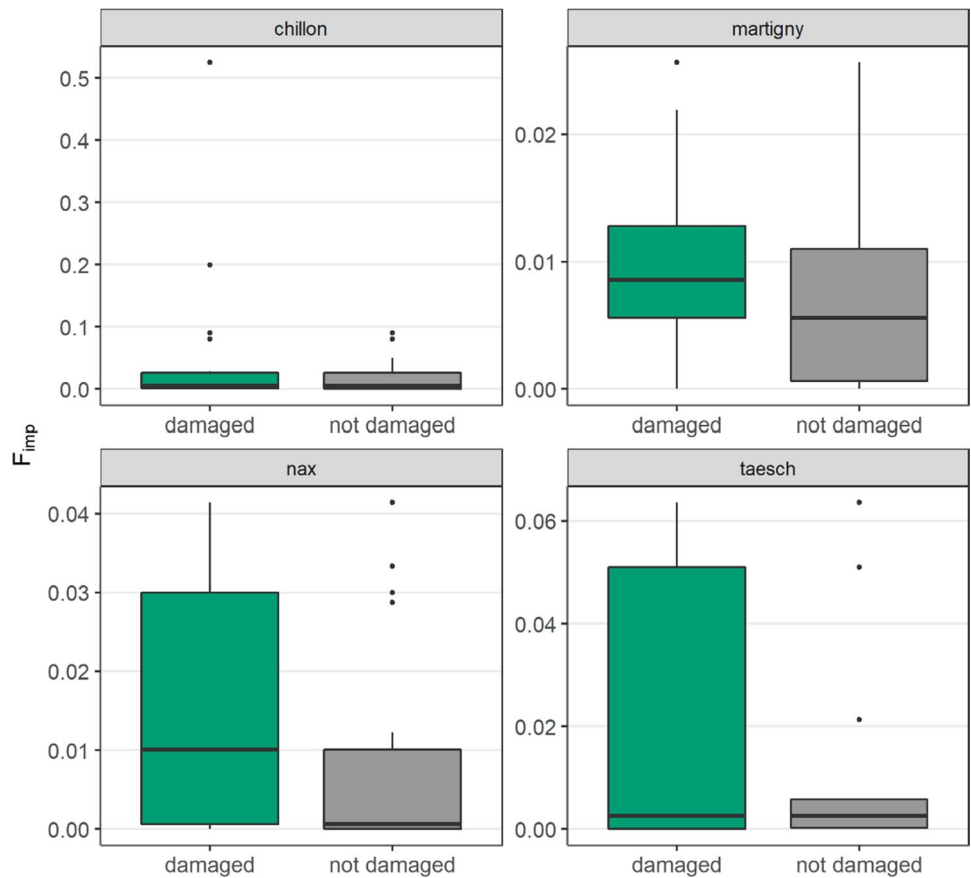 chillon
martigny
0.5
0.4
0.3
0.2
0.1
0.0
0.02
0.01
0.00
damaged
not damaged
damaged
not damaged
F_imp
nax
taesch
0.04
0.03
0.02
0.01
0.00
0.06
0.04
0.02
0.00
damaged
not damaged
damaged
not damaged